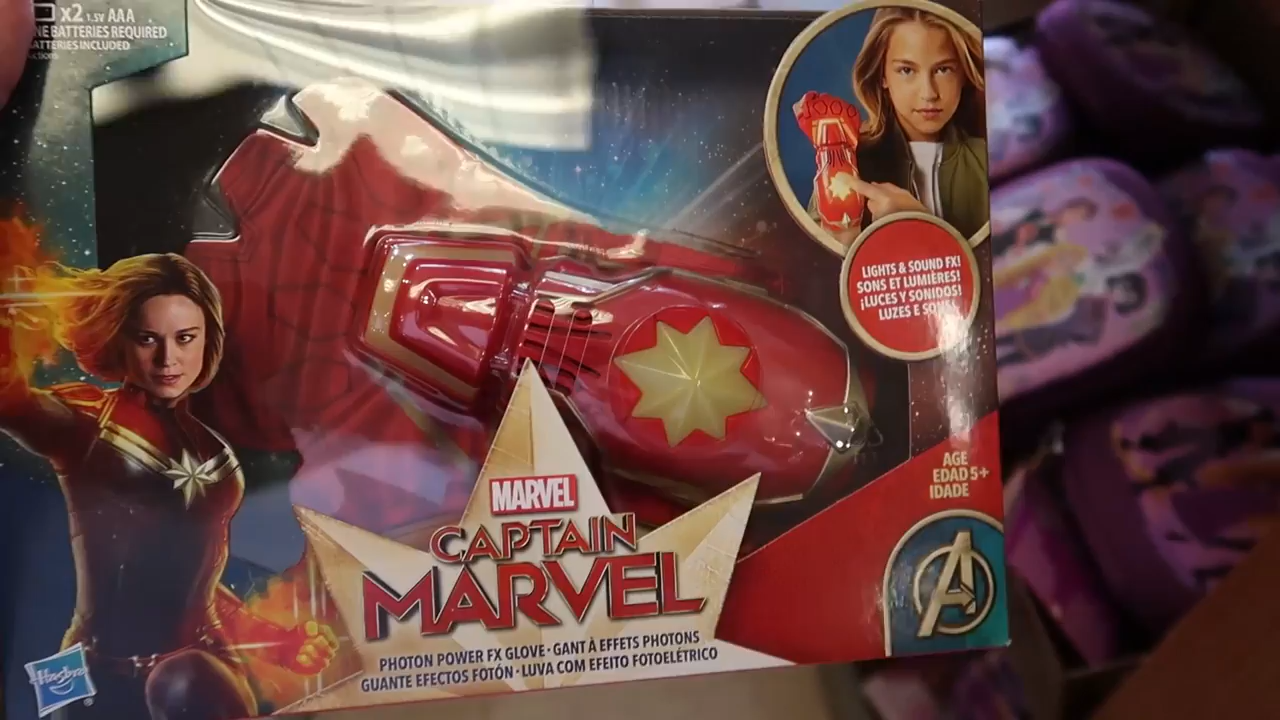 x2 1.5V AAA
BATTERIES REQUIRED
BATTERIES INCLUDED
LIGHTS & SOUND FX!
SONS ET LUMIÈRES!
¡LUCES Y SONIDOS!
LUZES E
AGE
EDAD 5+
IDADE
MARVEL
CAPTAIN
MARVEL
PHOTON POWER FX GLOVE · GANT À EFFETS PHOTONS
GUANTE EFECTOS FOTÓN · LUVA COM EFEITO FOTOELÉTRICO
Hasbro
A